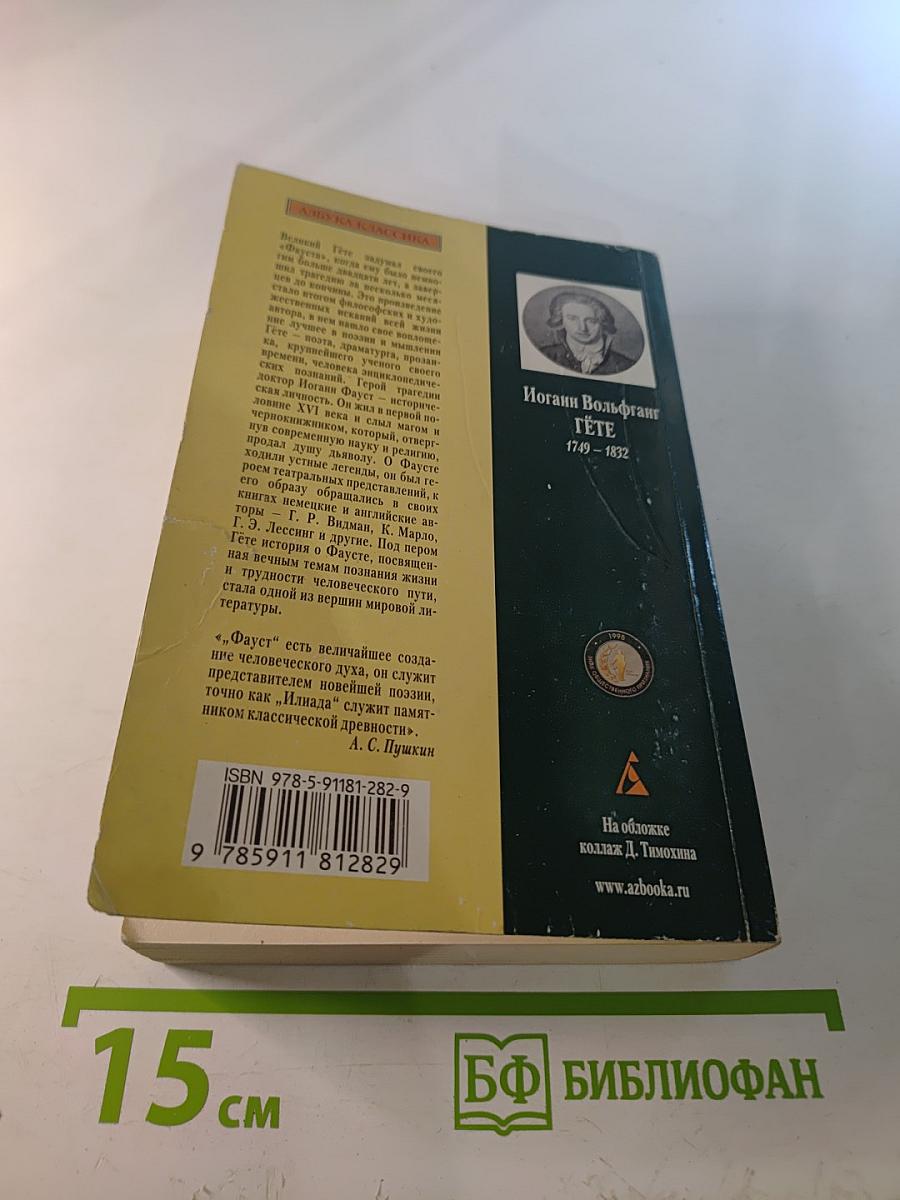 АЗБУКА-КЛАССИКА
Великий Гёте задумал своего
«Фауста», когда ему было немно-
гим больше двадцати лет, а завер-
шил трагедию за несколько меся-
цев до кончины. Это произведение
стало итогом философских и худо-
жественных исканий всей жизни
автора, в нем нашло свое воплоще-
ние лучшее в поэзии и мышлении
Гёте — поэта, драматурга, прозаи-
ка, крупнейшего ученого своего
времени, человека энциклопедиче-
ских познаний. Герой трагедии
доктор Иоганн Фауст — историче-
ская личность. Он жил в первой по-
ловине XVI века и слыл магом и
чернокнижником, который, отверг-
нув современную науку и религию,
продал душу дьяволу. О Фаусте
ходили устные легенды, он был ге-
роем театральных представлений, к
его образу обращались в своих
книгах немецкие и английские ав-
торы — Г. Р. Видман, К. Марло,
Г. Э. Лессинг и другие. Под пером
Гёте история о Фаусте, посвящен-
ная вечным темам познания жизни
и трудности человеческого пути,
стала одной из вершин мировой ли-
тературы.
«„Фауст“ есть величайшее созда-
ние человеческого духа, он служит
представителем новейшей поэзии,
точно как „Илиада“ служит памят-
ником классической древности».
А. С. Пушкин
ISBN 978-5-91181-282-9
9 785911 812829
Иоганн Вольфганг
ГЁТЕ
1749 – 1832
1998
ЗНАК ОБЩЕСТВЕННОГО ПРИЗНАНИЯ
На обложке
коллаж Д. Тимохина
www.azbooka.ru
15 см
БФ БИБЛИОФАН